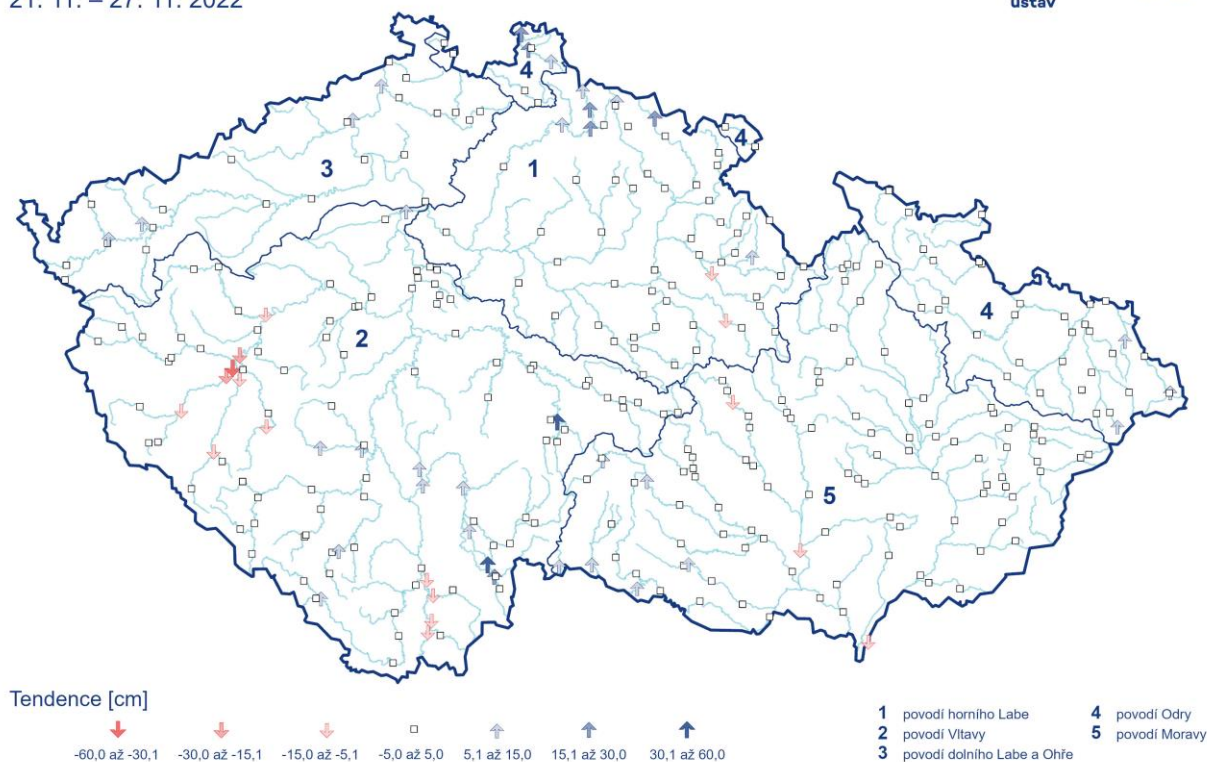 21. 11. – 27. 11. 2022
ústav
4
4
3
1
4
2
5
Tendence [cm]
-60,0 až -30,1
-30,0 až -15,1
-15,0 až -5,1
-5,0 až 5,0
5,1 až 15,0
15,1 až 30,0
30,1 až 60,0
1 povodí horního Labe
2 povodí Vltavy
3 povodí dolního Labe a Ohře
4 povodí Odry
5 povodí Moravy